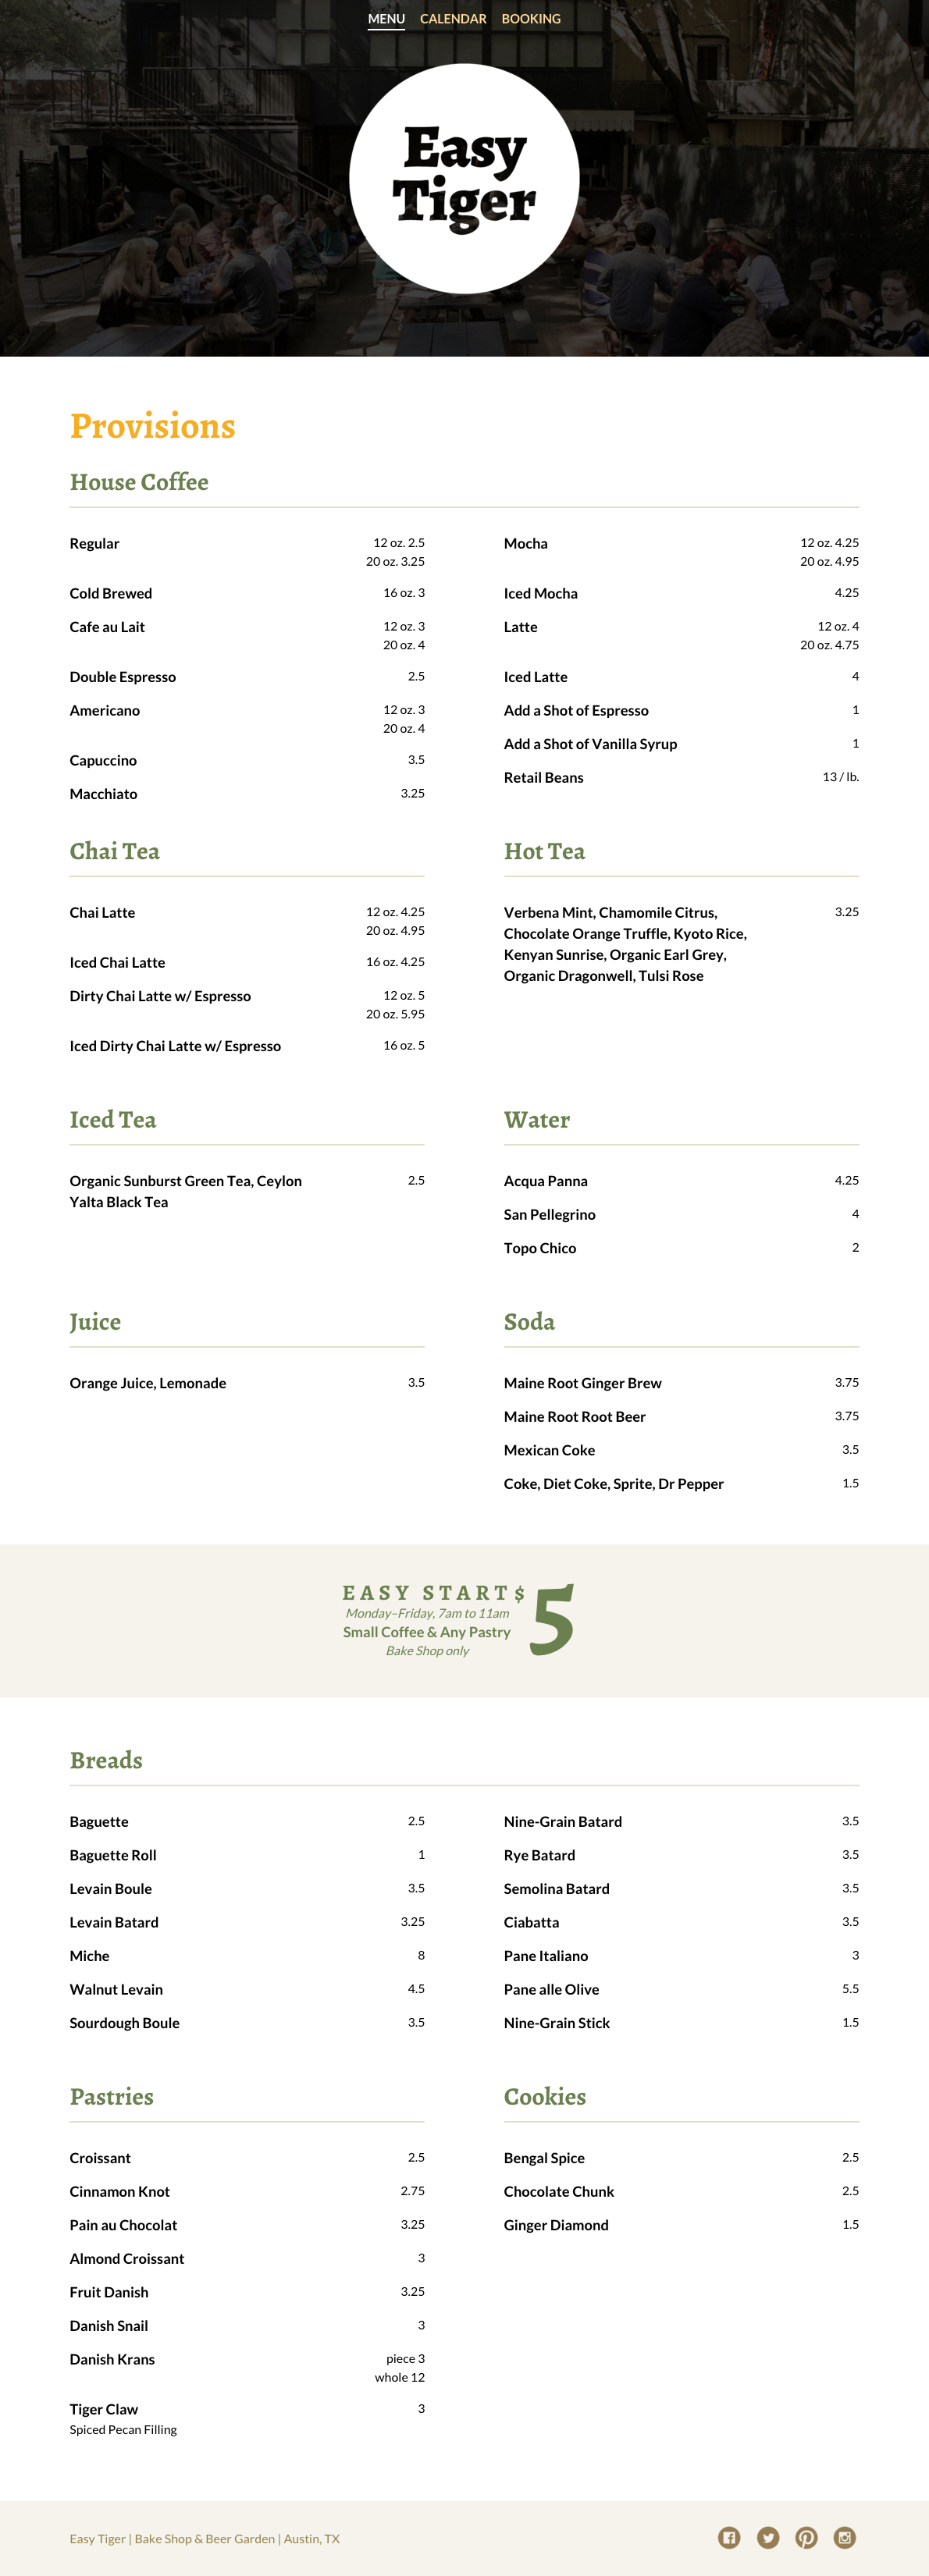 MENU CALENDAR BOOKING
Easy
Tiger
Provisions
House Coffee
Regular 12 oz. 2.5
20 oz. 3.25
Cold Brewed 16 oz. 3
Cafe au Lait 12 oz. 3
20 oz. 4
Double Espresso 2.5
Americano 12 oz. 3
20 oz. 4
Capuccino 3.5
Macchiato 3.25
Mocha 12 oz. 4.25
20 oz. 4.95
Iced Mocha 4.25
Latte 12 oz. 4
20 oz. 4.75
Iced Latte 4
Add a Shot of Espresso 1
Add a Shot of Vanilla Syrup 1
Retail Beans 13 / lb.
Chai Tea
Chai Latte 12 oz. 4.25
20 oz. 4.95
Iced Chai Latte 16 oz. 4.25
Dirty Chai Latte w/ Espresso 12 oz. 5
20 oz. 5.95
Iced Dirty Chai Latte w/ Espresso 16 oz. 5
Hot Tea
Verbena Mint, Chamomile Citrus, 3.25
Chocolate Orange Truffle, Kyoto Rice,
Kenyan Sunrise, Organic Earl Grey,
Organic Dragonwell, Tulsi Rose
Iced Tea
Organic Sunburst Green Tea, Ceylon 2.5
Yalta Black Tea
Water
Acqua Panna 4.25
San Pellegrino 4
Topo Chico 2
Juice
Orange Juice, Lemonade 3.5
Soda
Maine Root Ginger Brew 3.75
Maine Root Root Beer 3.75
Mexican Coke 3.5
Coke, Diet Coke, Sprite, Dr Pepper 1.5
EASY START $5
Monday–Friday, 7am to 11am
Small Coffee & Any Pastry
Bake Shop only
Breads
Baguette 2.5
Baguette Roll 1
Levain Boule 3.5
Levain Batard 3.25
Miche 8
Walnut Levain 4.5
Sourdough Boule 3.5
Nine-Grain Batard 3.5
Rye Batard 3.5
Semolina Batard 3.5
Ciabatta 3.5
Pane Italiano 3
Pane alle Olive 5.5
Nine-Grain Stick 1.5
Pastries
Croissant 2.5
Cinnamon Knot 2.75
Pain au Chocolat 3.25
Almond Croissant 3
Fruit Danish 3.25
Danish Snail 3
Danish Krans piece 3
whole 12
Tiger Claw 3
Spiced Pecan Filling
Cookies
Bengal Spice 2.5
Chocolate Chunk 2.5
Ginger Diamond 1.5
Easy Tiger | Bake Shop & Beer Garden | Austin, TX